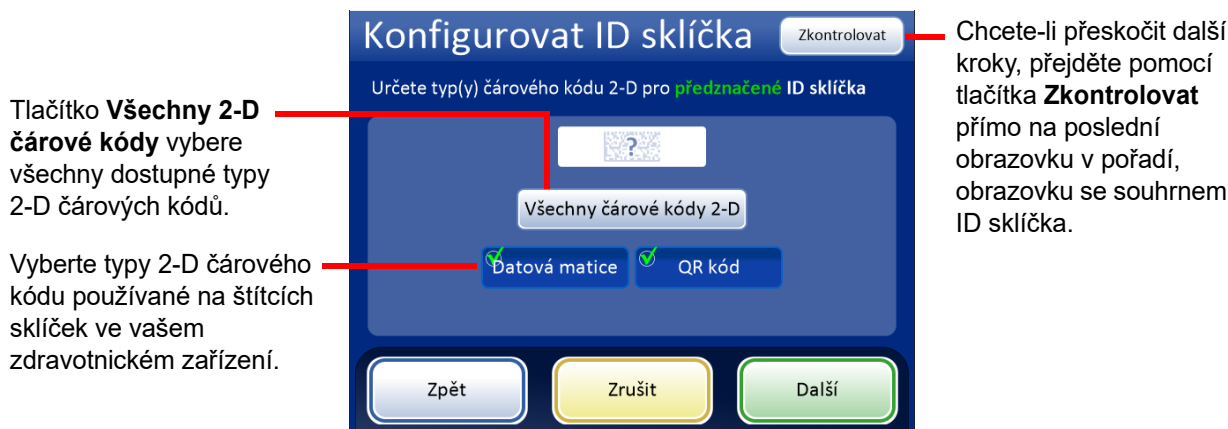 Tlačítko Všechny 2-D
čárové kódy vybere
všechny dostupné typy
2-D čárových kódů.
Vyberte typy 2-D čárového
kódu používané na štítcích
sklíček ve vašem
zdravotnickém zařízení.
Konfigurovat ID sklíčka
Zkontrolovat
Určete typ(y) čárového kódu 2-D pro předznačené ID sklíčka
?
Všechny čárové kódy 2-D
Datová matice
QR kód
Zpět
Zrušit
Další
Chcete-li přeskočit další
kroky, přejděte pomocí
tlačítka Zkontrolovat
přímo na poslední
obrazovku v pořadí,
obrazovku se souhrnem
ID sklíčka.